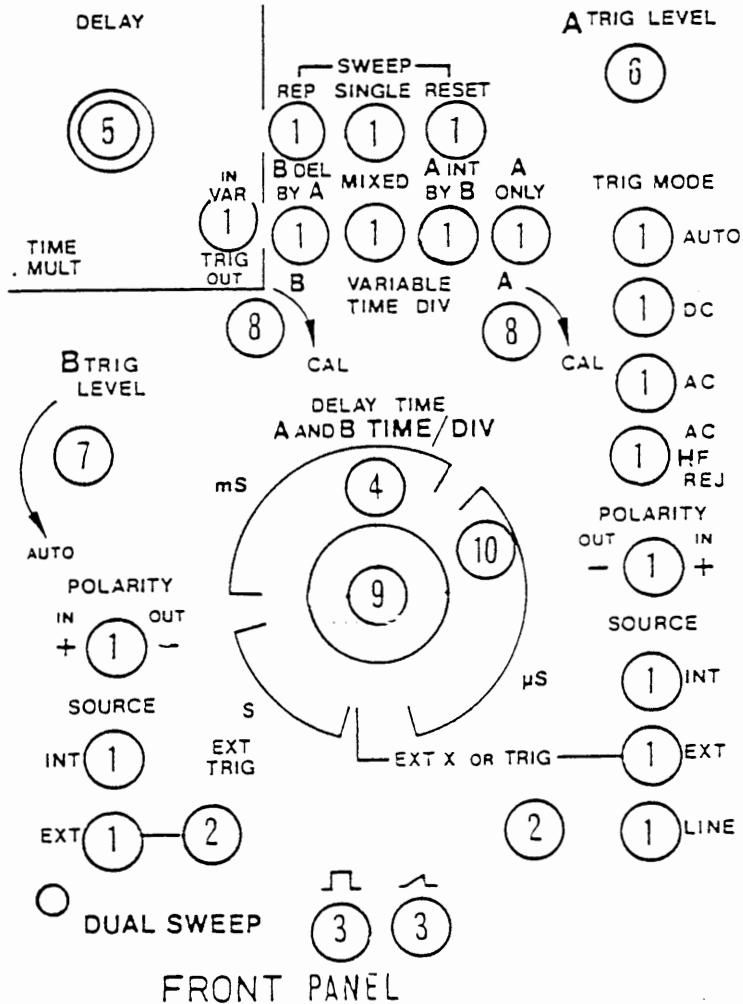 DELAY
A TRIG LEVEL
6
SWEEP
REP SINGLE RESET
5
1 1 1
IN
VAR
B DEL
BY A
MIXED
A INT
BY B
A
ONLY
TRIG MODE
1
1 1 1 1
1 AUTO
TIME
. MULT
TRIG
OUT
B
VARIABLE
TIME DIV
A
8
CAL
8
CAL
1 DC
B TRIG
LEVEL
7
AUTO
1 AC
DELAY TIME
A AND B TIME/DIV
1 AC
HF
REJ
mS
4
10
9
POLARITY
OUT IN
− 1 +
POLARITY
IN OUT
+ 1 −
SOURCE
1 INT
S
µS
SOURCE
INT 1
EXT
TRIG
EXT X OR TRIG
1 EXT
EXT 1
2
2
1 LINE
DUAL SWEEP
3 3
FRONT PANEL